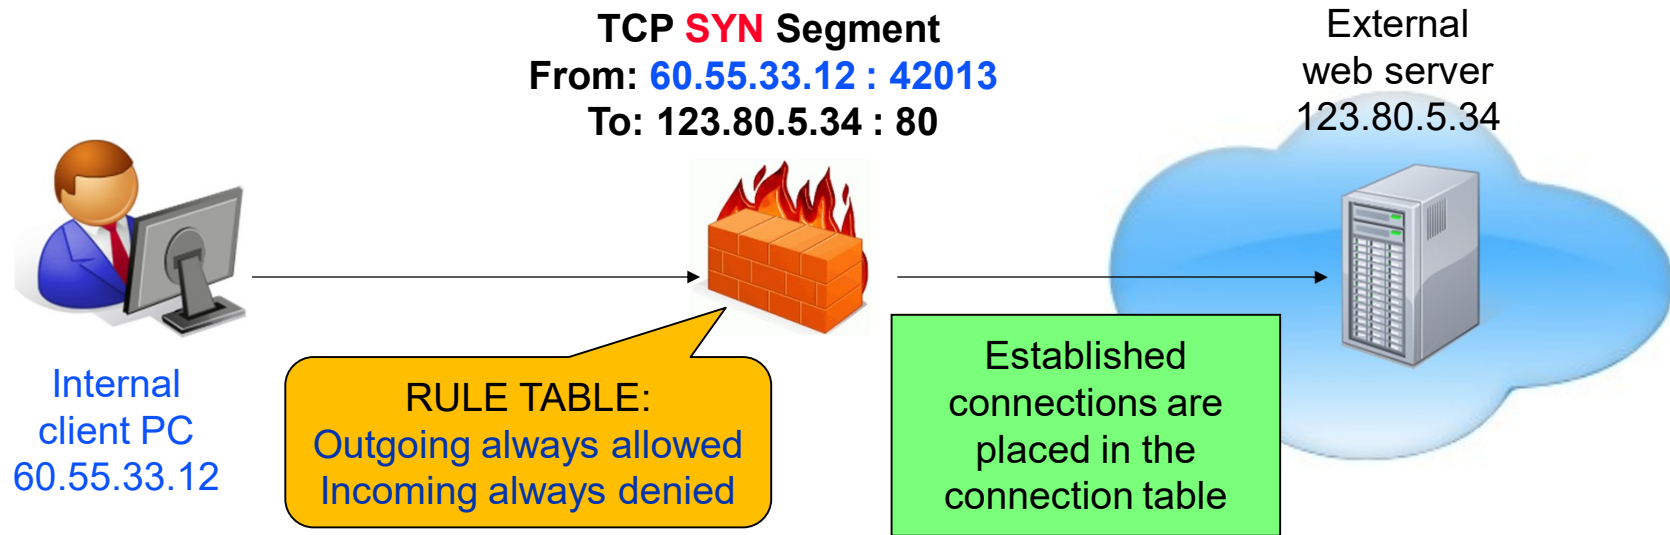 TCP SYN Segment
From: 60.55.33.12 : 42013
To: 123.80.5.34 : 80
External
web server
123.80.5.34
Internal
client PC
60.55.33.12
RULE TABLE:
Outgoing always allowed
Incoming always denied
Established
connections are
placed in the
connection table